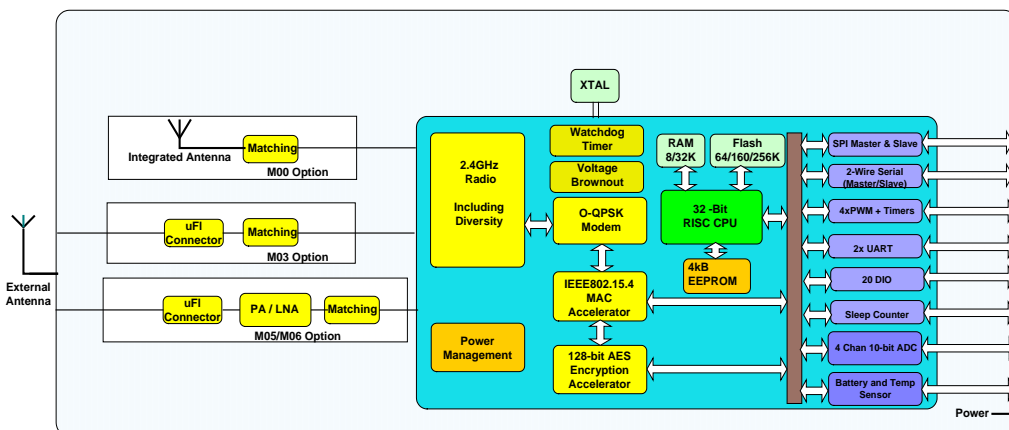 XTAL
Integrated Antenna
Matching
M00 Option
uFl
Connector
Matching
M03 Option
External
Antenna
uFl
Connector
PA / LNA
Matching
M05/M06 Option
2.4GHz
Radio
Including
Diversity
Power
Management
Watchdog
Timer
Voltage
Brownout
O-QPSK
Modem
IEEE802.15.4
MAC
Accelerator
128-bit AES
Encryption
Accelerator
RAM
8/32K
Flash
64/160/256K
32 -Bit
RISC CPU
4kB
EEPROM
SPI Master & Slave
2-Wire Serial
(Master/Slave)
4xPWM + Timers
2x UART
20 DIO
Sleep Counter
4 Chan 10-bit ADC
Battery and Temp
Sensor
Power